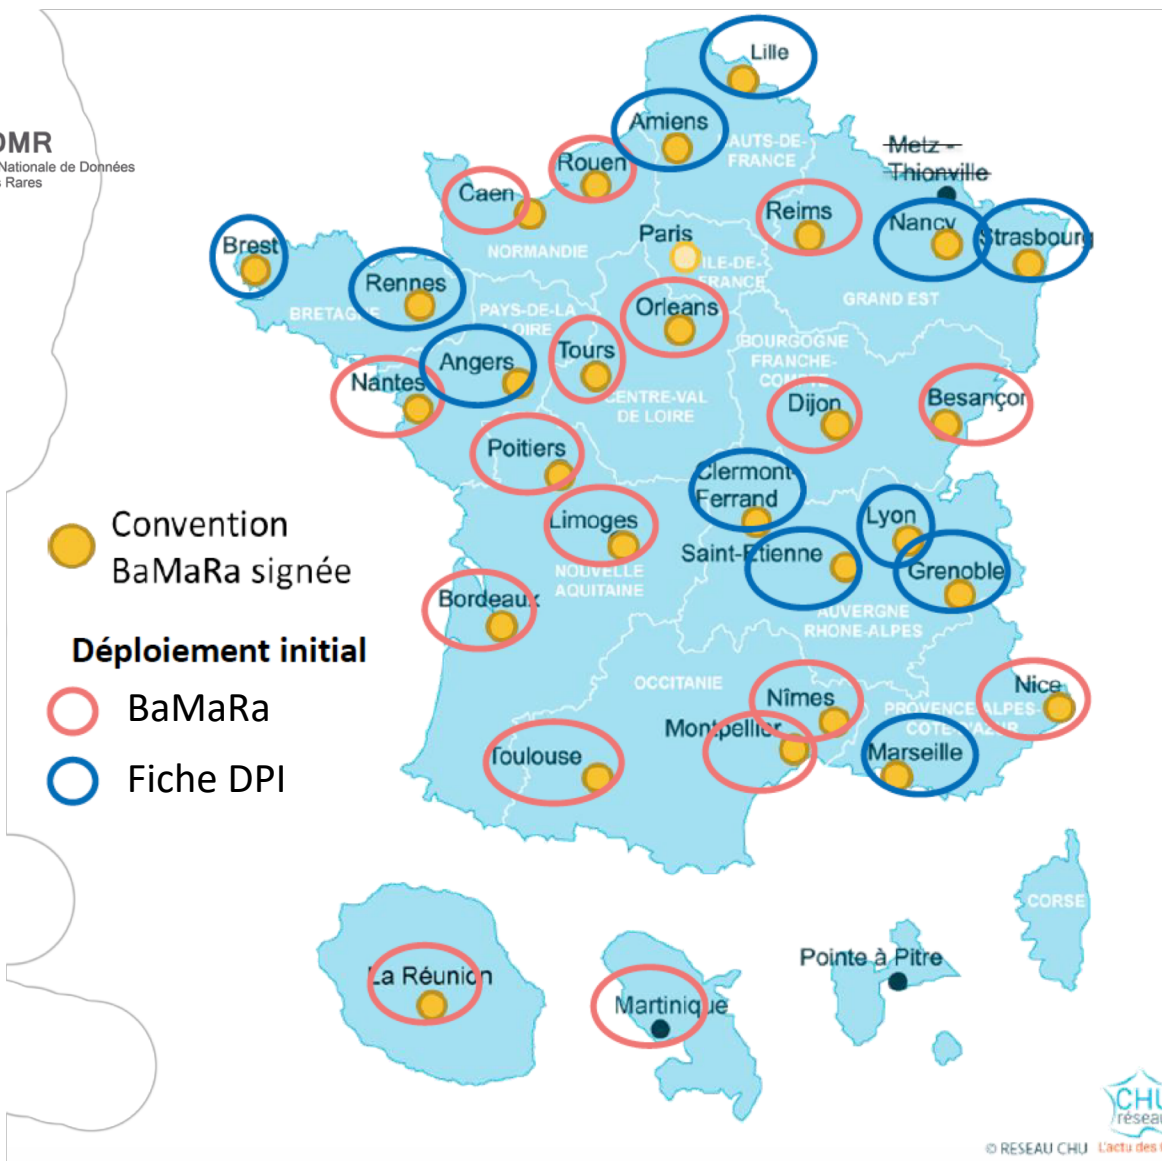 Lille
Amiens
HAUTS-DE-
FRANCE
DMR
Nationale de Données
s Rares
Metz -
Thionville
Rouen
Caen
Reims
Nancy
Strasbourg
Paris
Brest
NORMANDIE
ILE-DE-
FRANCE
Rennes
GRAND EST
BRETAGNE
PAYS-DE-LA
LOIRE
Orleans
BOURGOGNE
FRANCHE-
COMTE
Tours
Angers
Nantes
CENTRE-VAL
DE LOIRE
Dijon
Besançon
Poitiers
Clermont-
Ferrand
Lyon
Limoges
Convention
BaMaRa signée
Saint-Etienne
Grenoble
NOUVELLE
AQUITAINE
Bordeaux
AUVERGNE
RHONE-ALPES
Déploiement initial
BaMaRa
Fiche DPI
OCCITANIE
Nîmes
Nice
PROVENCE-ALPES-
COTE-D'AZUR
Montpellier
Toulouse
Marseille
CORSE
La Réunion
Martinique
Pointe à Pitre
CHU
réseau
© RESEAU CHU L'actu des